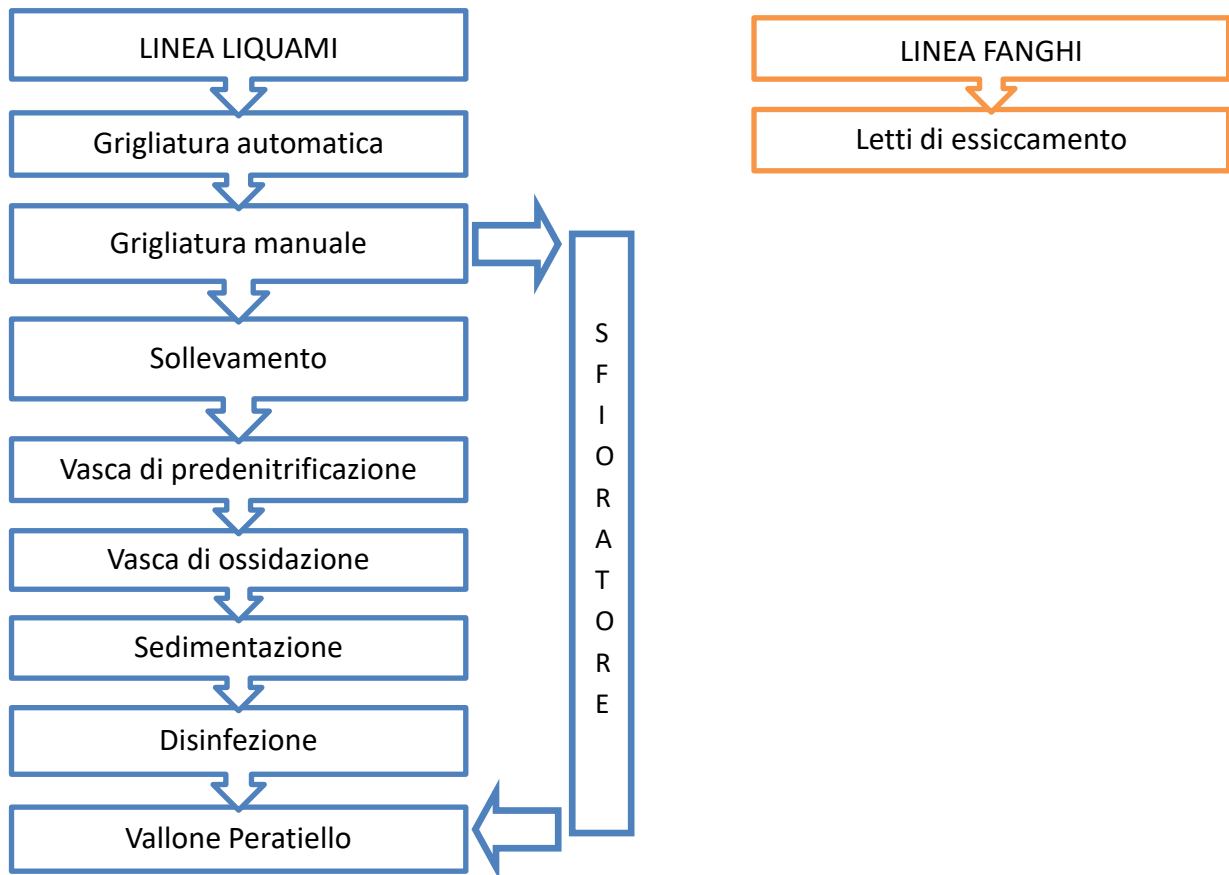 LINEA LIQUAMI
Grigliatura automatica
Grigliatura manuale
Sollevamento
Vasca di predenitrificazione
Vasca di ossidazione
Sedimentazione
Disinfezione
Vallone Peratiello
S
F
I
O
R
A
T
O
R
E
LINEA FANGHI
Letti di essiccamento